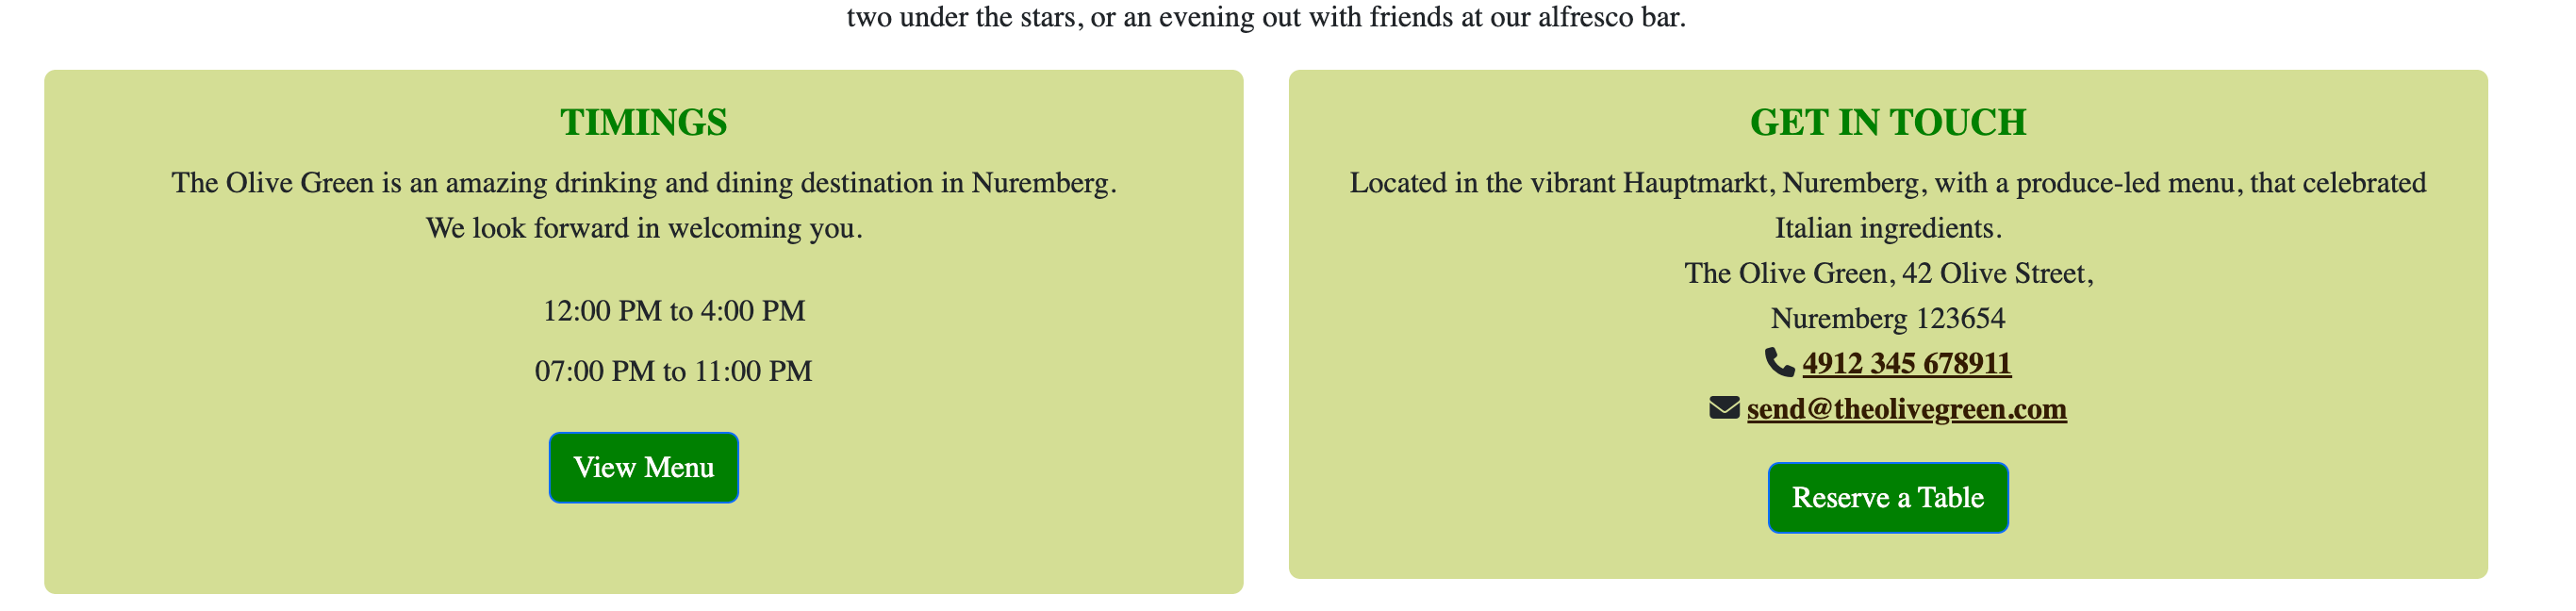 two under the stars, or an evening out with friends at our alfresco bar.
TIMINGS
The Olive Green is an amazing drinking and dining destination in Nuremberg.
We look forward in welcoming you.
12:00 PM to 4:00 PM
07:00 PM to 11:00 PM
View Menu
GET IN TOUCH
Located in the vibrant Hauptmarkt, Nuremberg, with a produce-led menu, that celebrated
Italian ingredients.
The Olive Green, 42 Olive Street,
Nuremberg 123654
4912 345 678911
send@theolivegreen.com
Reserve a Table